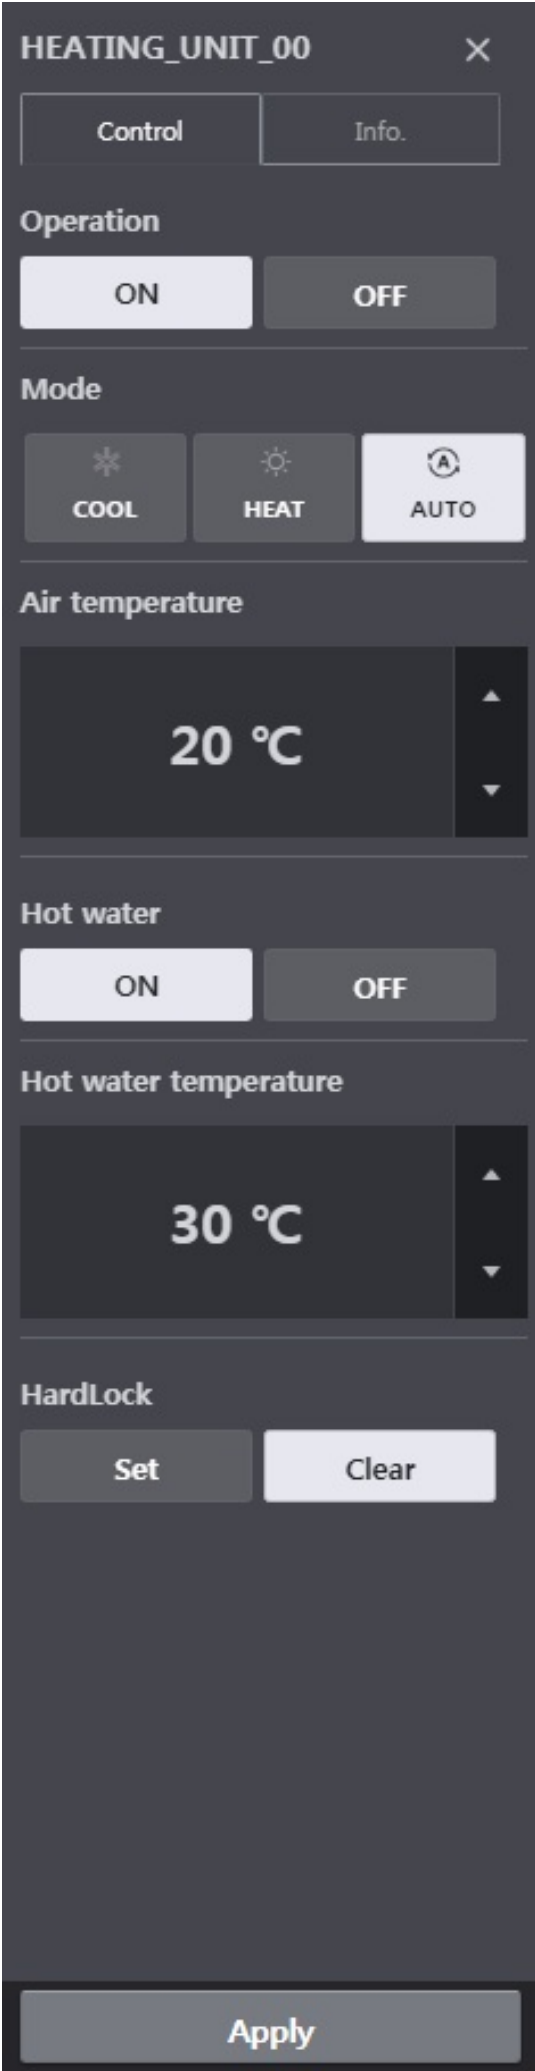 HEATING_UNIT_00
Control Info.
Operation
ON OFF
Mode
A
COOL HEAT AUTO
Air temperature
20 ℃
Hot water
ON OFF
Hot water temperature
30 ℃
HardLock
Set Clear
Apply